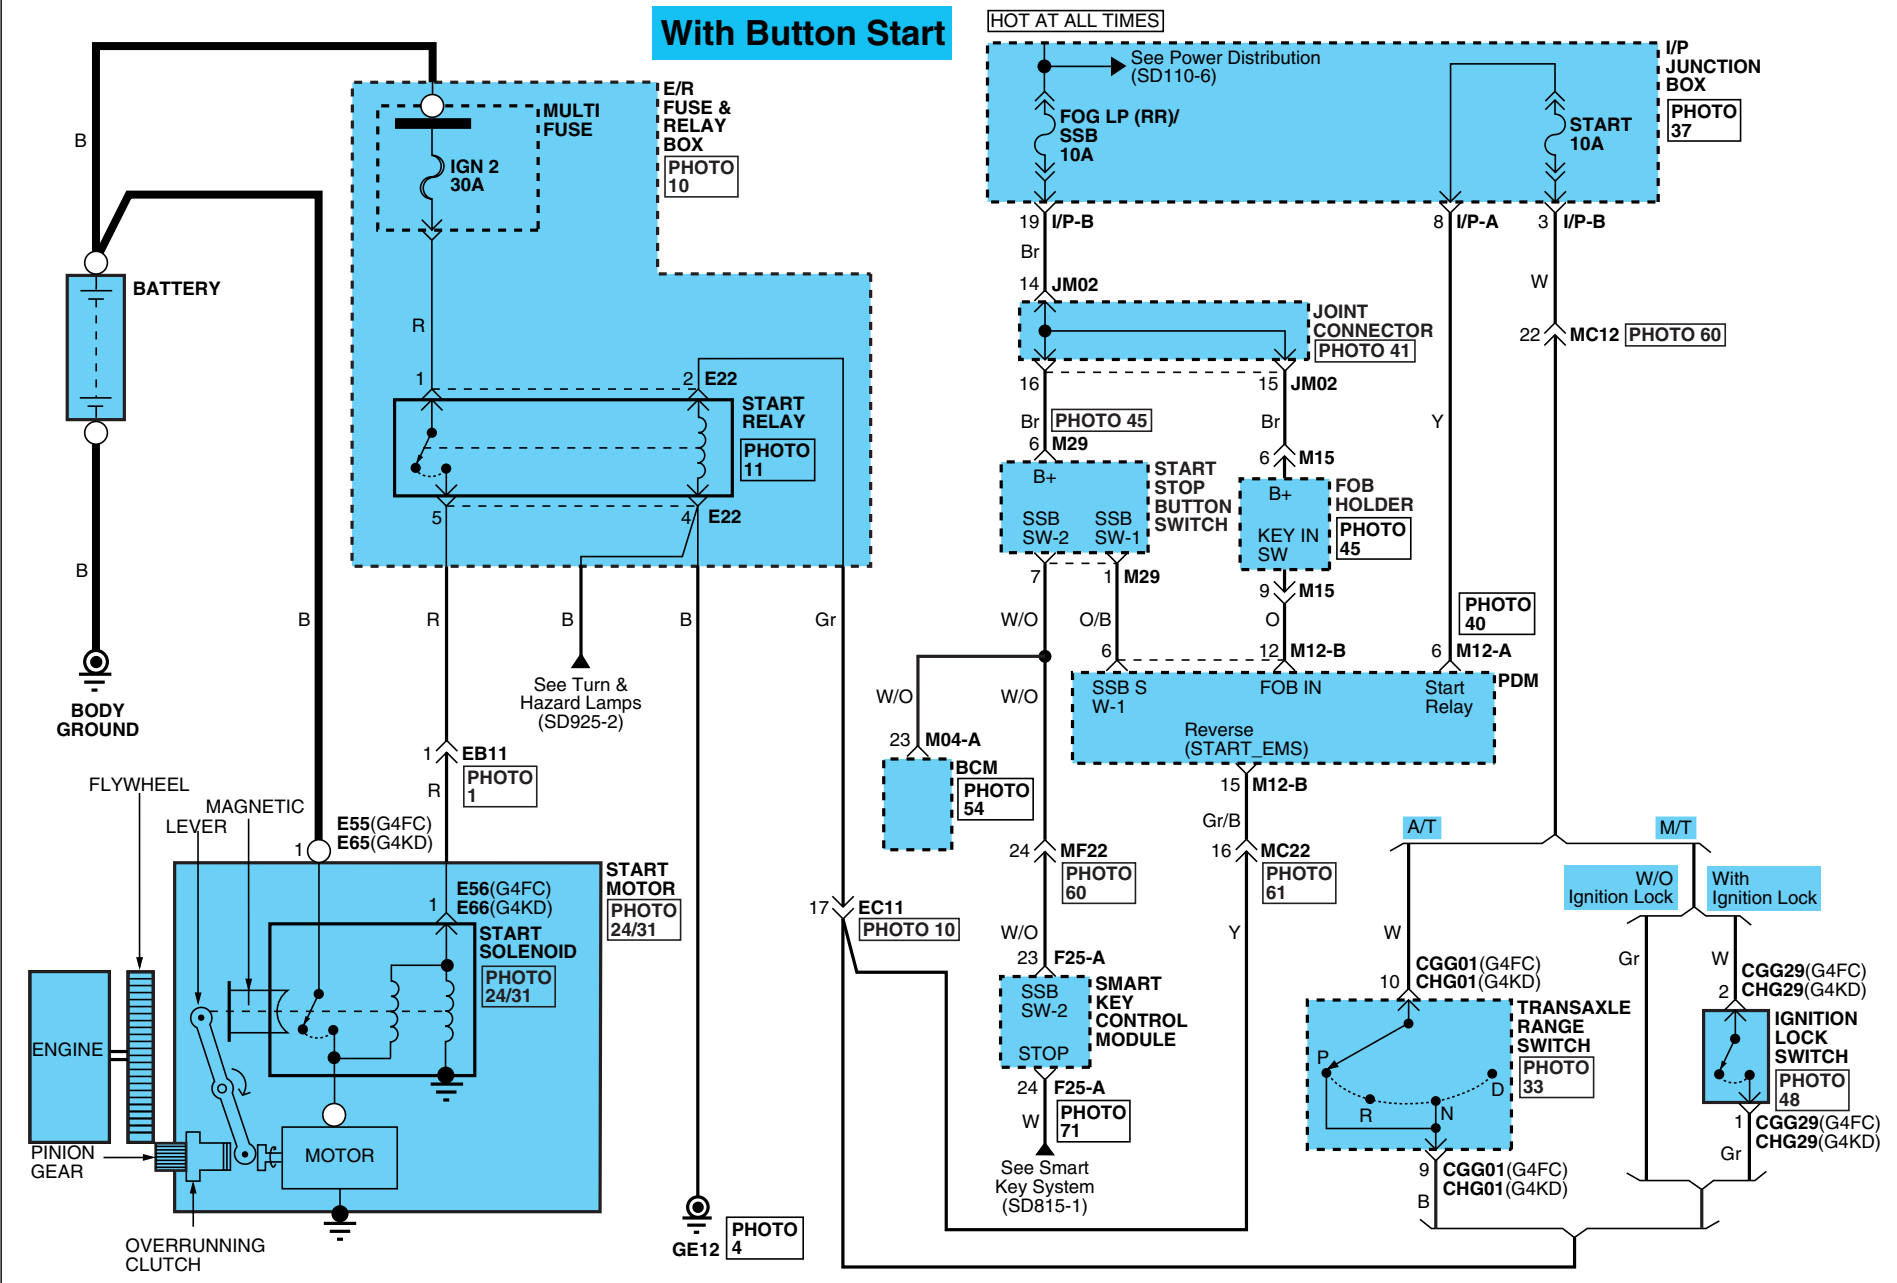 With Button Start
HOT AT ALL TIMES
See Power Distribution
(SD110-6)
FOG LP (RR)/
SSB
10A
START
10A
I/P
JUNCTION
BOX
PHOTO
37
19
I/P-B
8
I/P-A
3
I/P-B
Br
W
Y
14
JM02
JOINT
CONNECTOR
PHOTO 41
22
MC12
PHOTO 60
16
15
JM02
Br
PHOTO 45
Br
6
M29
6
M15
B+
SSB
SW-2
SSB
SW-1
START
STOP
BUTTON
SWITCH
B+
KEY IN
SW
FOB
HOLDER
PHOTO
45
7
1
M29
9
M15
W/O
O/B
O
PHOTO
40
6
12
M12-B
6
M12-A
SSB S
W-1
FOB IN
Start
Relay
PDM
Reverse
(START_EMS)
W/O
W/O
23
M04-A
BCM
PHOTO
54
15
M12-B
Gr/B
24
MF22
PHOTO
60
16
MC22
PHOTO
61
W/O
Y
23
F25-A
SSB
SW-2
STOP
SMART
KEY
CONTROL
MODULE
24
F25-A
W
PHOTO
71
See Smart
Key System
(SD815-1)
A/T
M/T
W/O
Ignition Lock
With
Ignition Lock
W
Gr
W
10
CGG01(G4FC)
CHG01(G4KD)
P
R
N
D
TRANSAXLE
RANGE
SWITCH
PHOTO
33
9
CGG01(G4FC)
CHG01(G4KD)
B
2
CGG29(G4FC)
CHG29(G4KD)
IGNITION
LOCK
SWITCH
PHOTO
48
1
CGG29(G4FC)
CHG29(G4KD)
Gr
B
E/R
FUSE &
RELAY
BOX
PHOTO
10
MULTI
FUSE
IGN 2
30A
BATTERY
R
1
2
E22
START
RELAY
PHOTO
11
5
4
E22
B
B
R
B
B
Gr
BODY
GROUND
See Turn &
Hazard Lamps
(SD925-2)
1
EB11
PHOTO
1
R
17
EC11
PHOTO 10
FLYWHEEL
MAGNETIC
LEVER
1
E55(G4FC)
E65(G4KD)
START
MOTOR
PHOTO
24/31
1
E56(G4FC)
E66(G4KD)
START
SOLENOID
PHOTO
24/31
ENGINE
PINION
GEAR
MOTOR
OVERRUNNING
CLUTCH
GE12
PHOTO
4